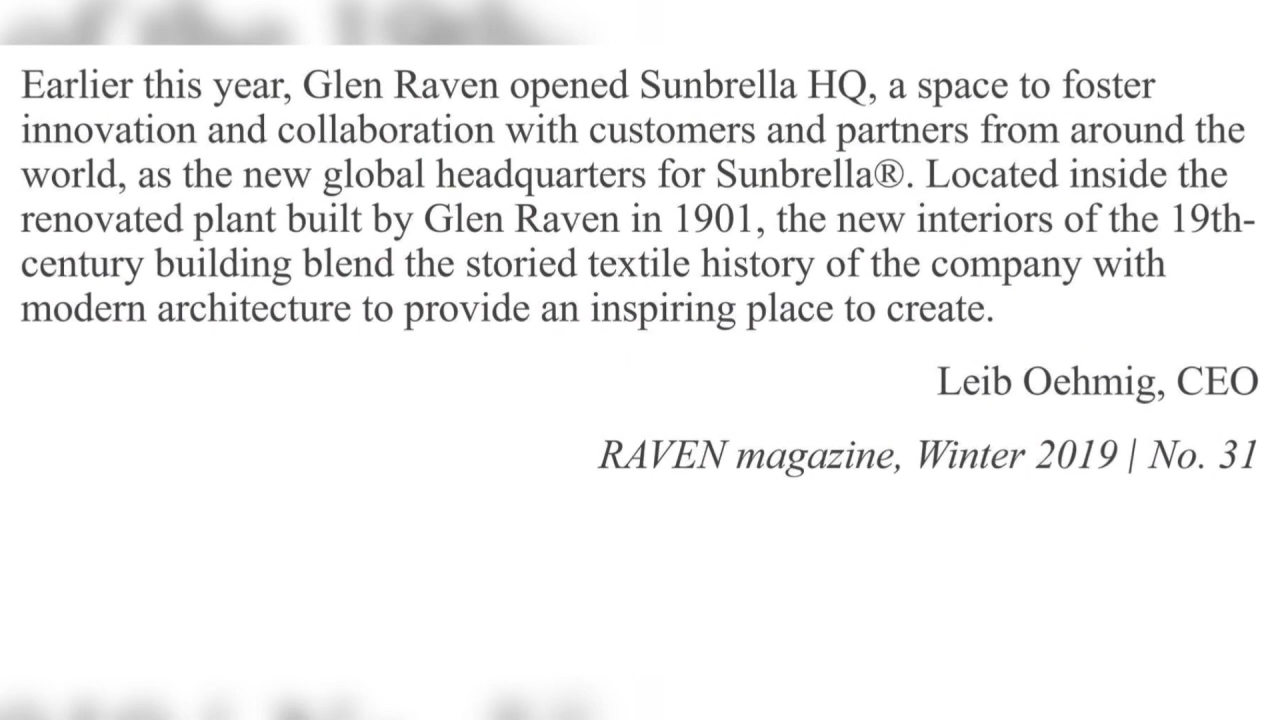 Earlier this year, Glen Raven opened Sunbrella HQ, a space to foster
innovation and collaboration with customers and partners from around the
world, as the new global headquarters for Sunbrella®. Located inside the
renovated plant built by Glen Raven in 1901, the new interiors of the 19th-
century building blend the storied textile history of the company with
modern architecture to provide an inspiring place to create.
Leib Oehmig, CEO
RAVEN magazine, Winter 2019 | No. 31